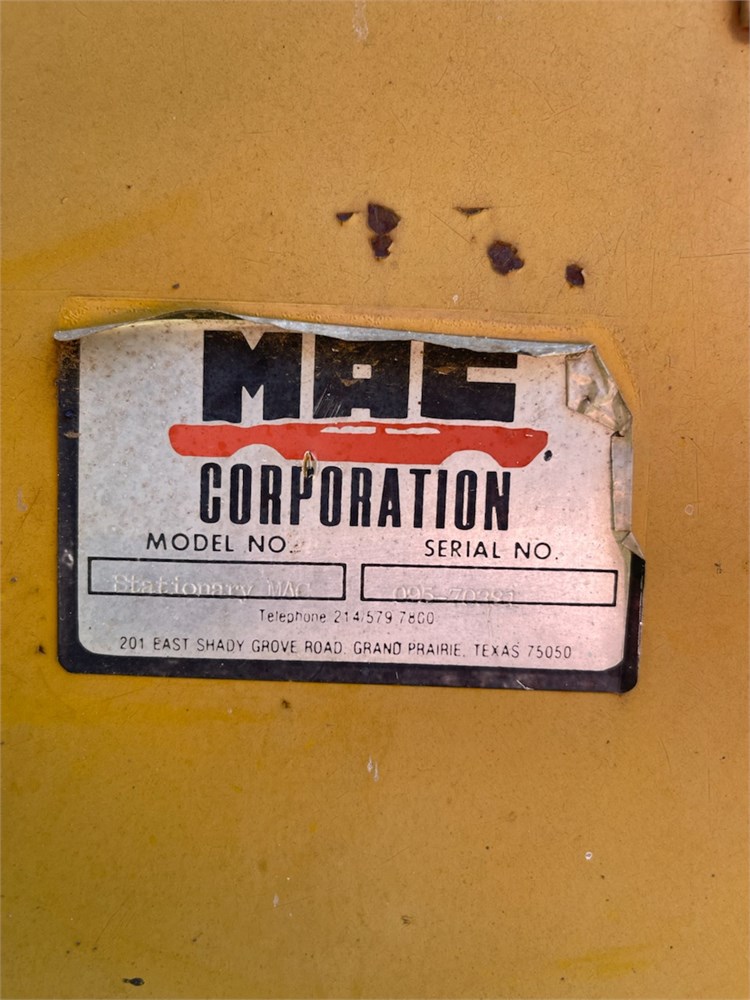 MAC
CORPORATION
MODEL NO. SERIAL NO.
Stationary MAC
Telephone 214/579 7800
201 EAST SHADY GROVE ROAD, GRAND PRAIRIE, TEXAS 75050